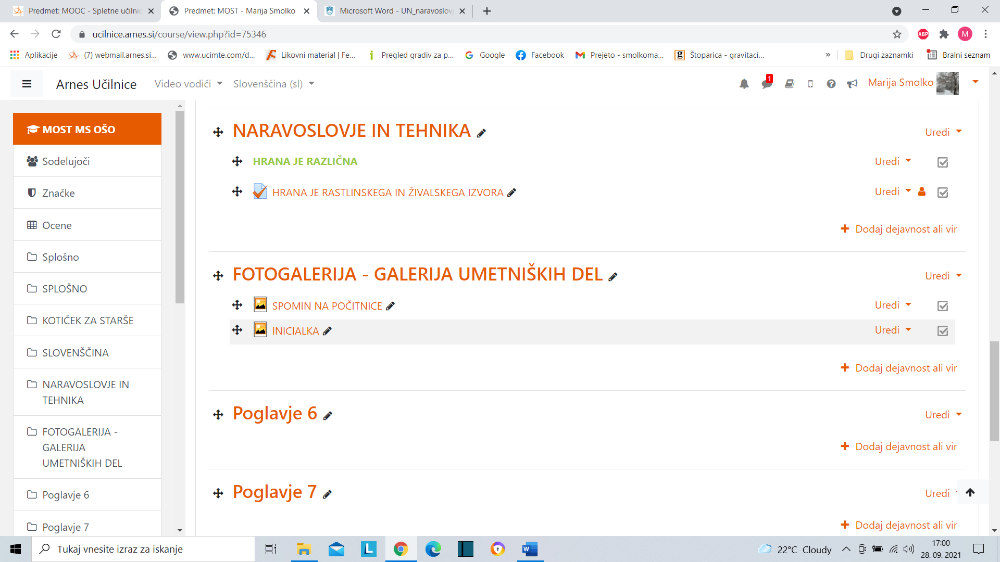 Predmet: MOOC - Spletne učilnic
Predmet: MOST - Marija Smolko
Microsoft Word - UN_naravoslovj
ucilnice.arnes.si/course/view.php?id=75346
ABP
M
Aplikacije
(7) webmail.arnes.si...
www.ucimte.com/d...
Likovni material | Fe...
Pregled gradiv za p...
Google
Facebook
Prejeto - smolkoma...
Štoparica - gravitaci...
»
Drugi zaznamki
Bralni seznam
Arnes Učilnice
Video vodiči
Slovenščina (sl)
1
Marija Smolko
MOST MS OŠO
Sodelujoči
Značke
Ocene
Splošno
SPLOŠNO
KOTIČEK ZA STARŠE
SLOVENŠČINA
NARAVOSLOVJE IN
TEHNIKA
FOTOGALERIJA -
GALERIJA
UMETNIŠKIH DEL
Poglavje 6
Poglavje 7
NARAVOSLOVJE IN TEHNIKA
Uredi
HRANA JE RAZLIČNA
Uredi
HRANA JE RASTLINSKEGA IN ŽIVALSKEGA IZVORA
Uredi
Dodaj dejavnost ali vir
FOTOGALERIJA - GALERIJA UMETNIŠKIH DEL
Uredi
SPOMIN NA POČITNICE
Uredi
INICIALKA
Uredi
Dodaj dejavnost ali vir
Poglavje 6
Uredi
Dodaj dejavnost ali vir
Poglavje 7
Uredi
Dodaj dejavnost ali vir
Tukaj vnesite izraz za iskanje
22°C Cloudy
17:00
28. 09. 2021